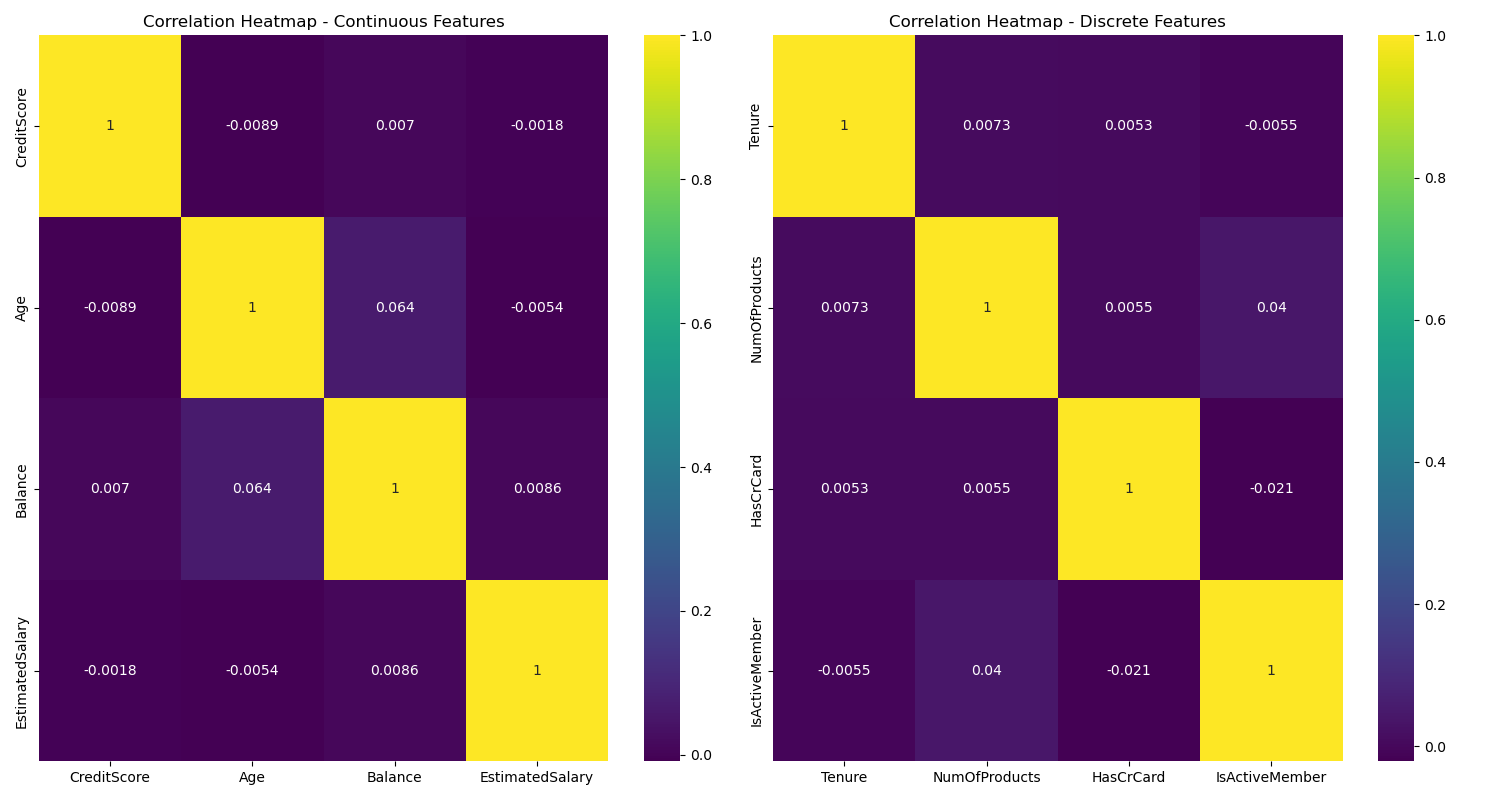 Correlation Heatmap - Continuous Features
CreditScore 1 -0.0089 0.007 -0.0018
Age -0.0089 1 0.064 -0.0054
Balance 0.007 0.064 1 0.0086
EstimatedSalary -0.0018 -0.0054 0.0086 1
CreditScore Age Balance EstimatedSalary
1.0
0.8
0.6
0.4
0.2
0.0
Correlation Heatmap - Discrete Features
Tenure 1 0.0073 0.0053 -0.0055
NumOfProducts 0.0073 1 0.0055 0.04
HasCrCard 0.0053 0.0055 1 -0.021
IsActiveMember -0.0055 0.04 -0.021 1
Tenure NumOfProducts HasCrCard IsActiveMember
1.0
0.8
0.6
0.4
0.2
0.0